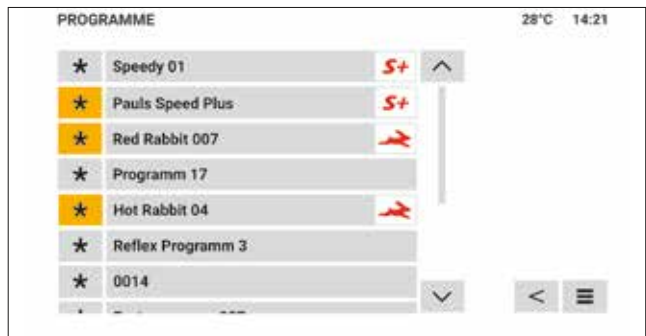 PROGRAMME 28°C 14:21
* Speedy 01 S+
* Pauls Speed Plus S+
* Red Rabbit 007
* Programm 17
* Hot Rabbit 04
* Reflex Programm 3
* 0014